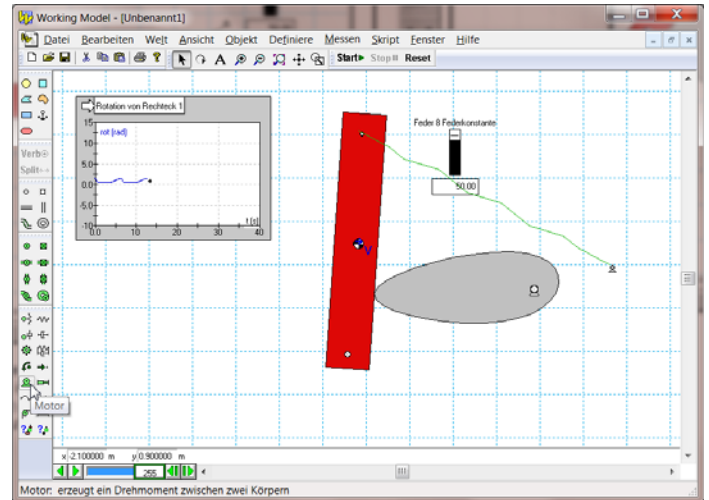 Working Model - [Unbenannt1]
Datei Bearbeiten Welt Ansicht Objekt Definiere Messen Skript Fenster Hilfe
A Start Stop Reset
Verb
Split
Rotation von Rechteck 1
rot [rad]
15
10
5.0
0.0
-5.0
-10
0.0 10 20 30 40
t [s]
Feder 8 Federkonstante
50.00
V
Motor
x -2.100000 m y 0.900000 m
255
Motor: erzeugt ein Drehmoment zwischen zwei Körpern